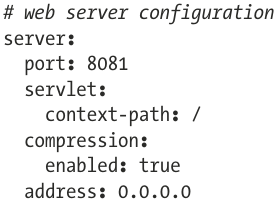 # web server configuration
server:
  port: 8081
  servlet:
    context-path: /
  compression:
    enabled: true
  address: 0.0.0.0